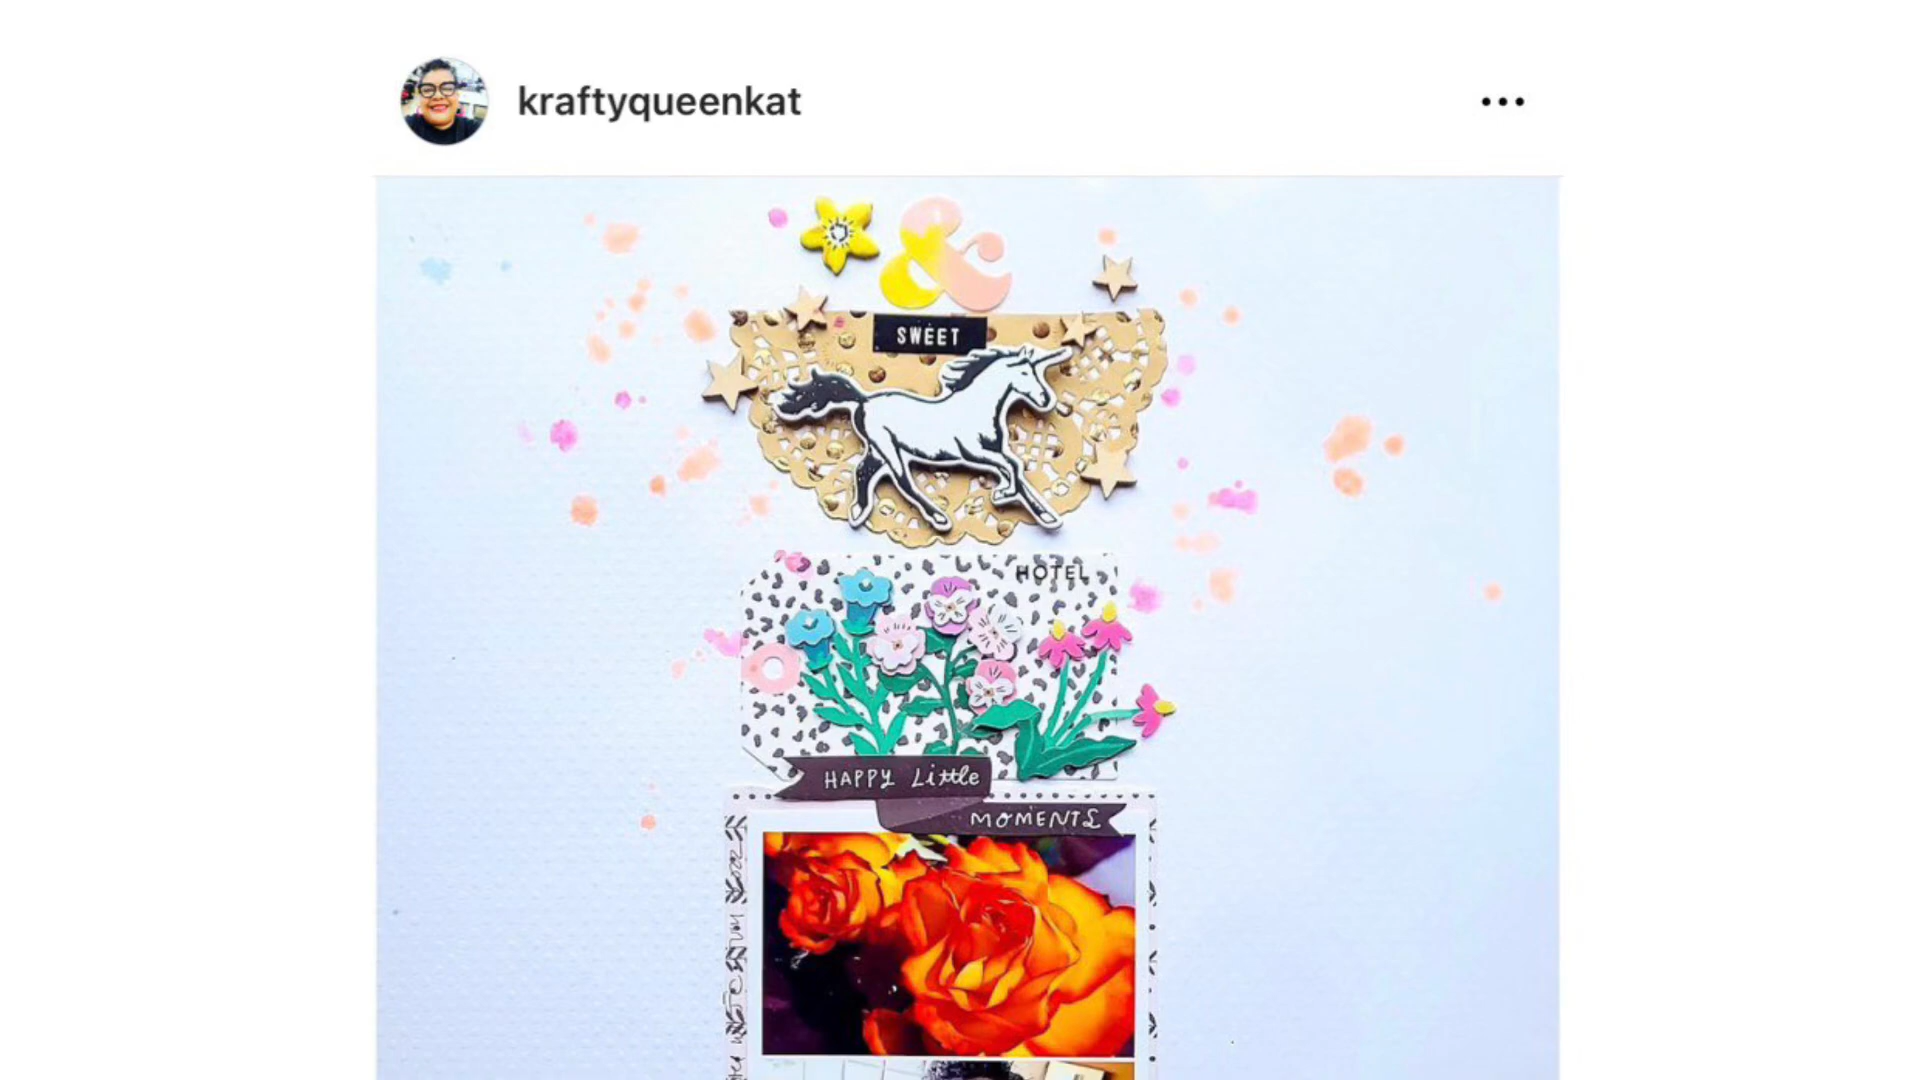 kraftyqueenkat
SWEET
HOTEL
HAPPY Little
MOMENTS